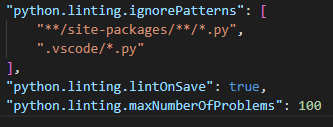 "python.linting.ignorePatterns": [
"**/site-packages/**/*.py",
".vscode/*.py"
],
"python.linting.lintOnSave": true,
"python.linting.maxNumberOfProblems": 100